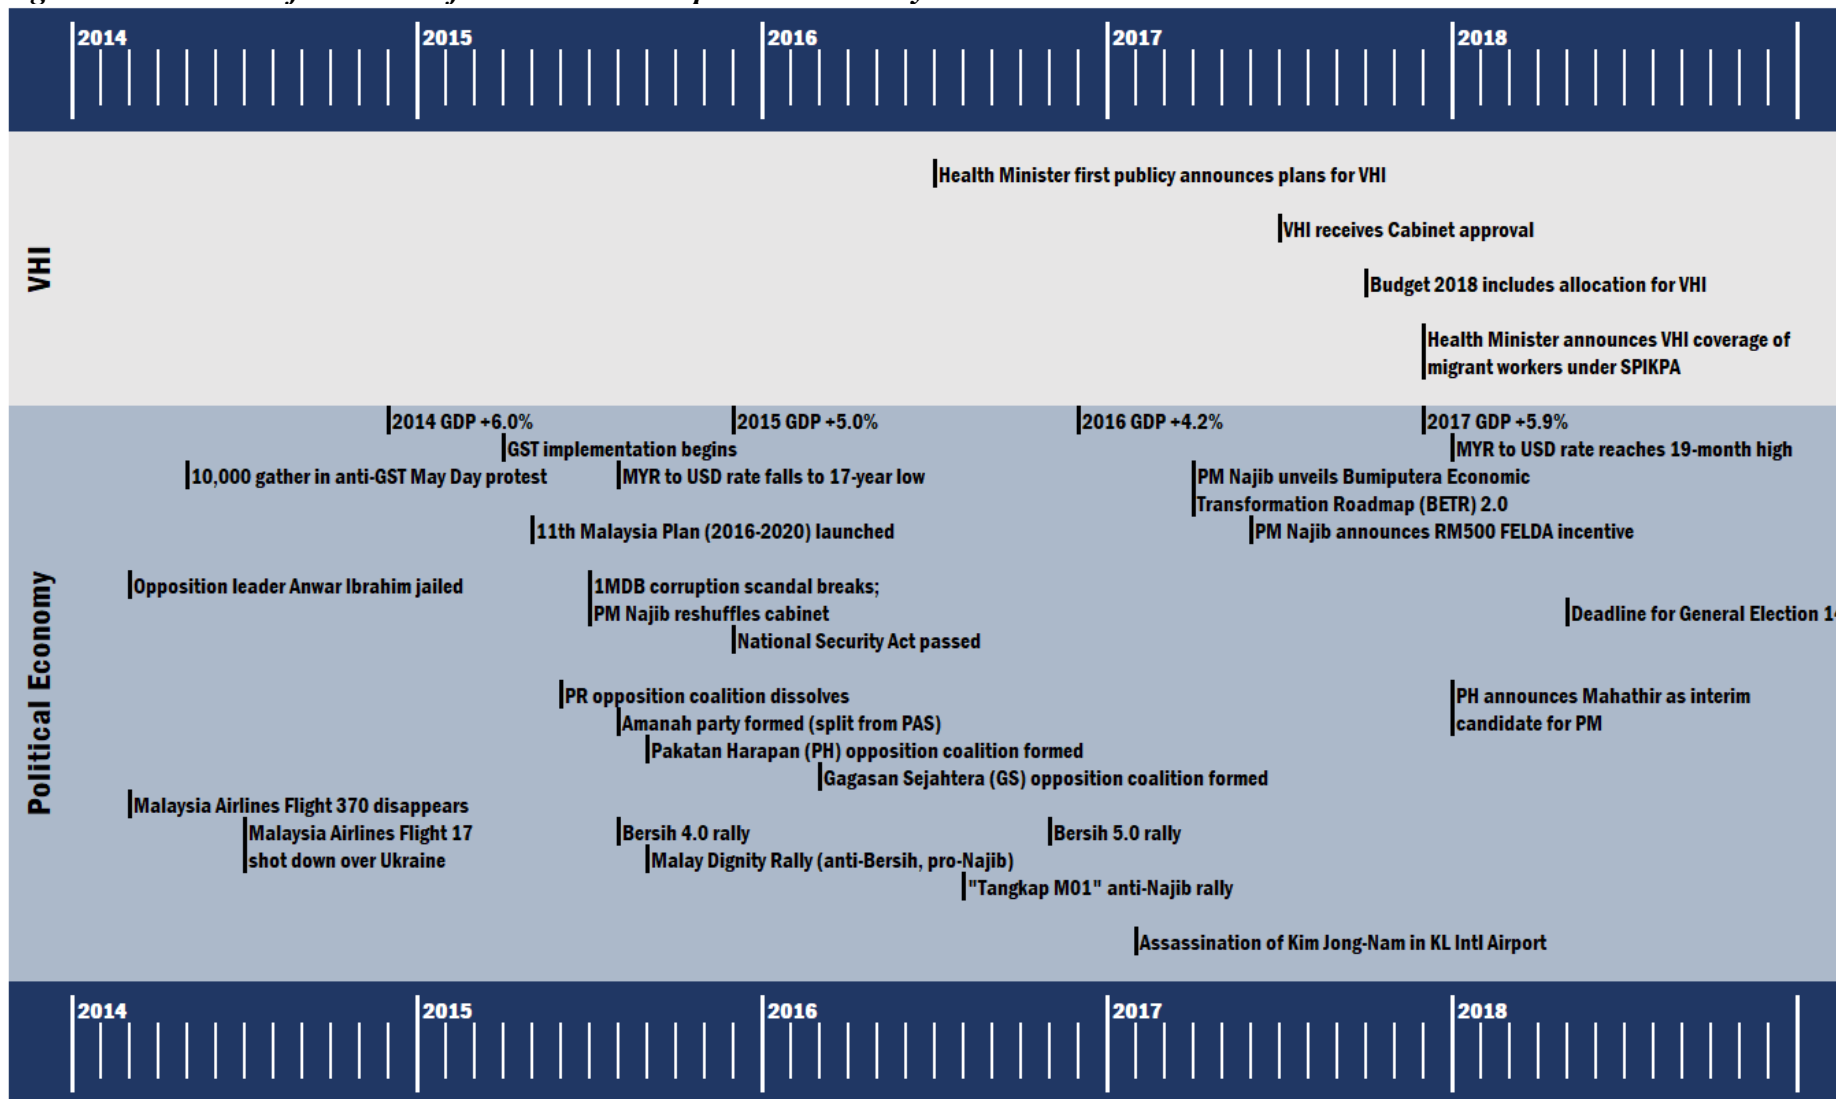 2014 2015 2016 2017 2018
VHI
Health Minister first publicy announces plans for VHI
VHI receives Cabinet approval
Budget 2018 includes allocation for VHI
Health Minister announces VHI coverage of
migrant workers under SPIKPA
Political Economy
2014 GDP +6.0% 2015 GDP +5.0% 2016 GDP +4.2% 2017 GDP +5.9%
GST implementation begins MYR to USD rate reaches 19-month high
10,000 gather in anti-GST May Day protest MYR to USD rate falls to 17-year low PM Najib unveils Bumiputera Economic
Transformation Roadmap (BETR) 2.0
11th Malaysia Plan (2016-2020) launched PM Najib announces RM500 FELDA incentive
Opposition leader Anwar Ibrahim jailed 1MDB corruption scandal breaks;
PM Najib reshuffles cabinet Deadline for General Election
National Security Act passed
PR opposition coalition dissolves PH announces Mahathir as interim
Amanah party formed (split from PAS) candidate for PM
Pakatan Harapan (PH) opposition coalition formed
Gagasan Sejahtera (GS) opposition coalition formed
Malaysia Airlines Flight 370 disappears
Malaysia Airlines Flight 17 Bersih 4.0 rally Bersih 5.0 rally
shot down over Ukraine Malay Dignity Rally (anti-Bersih, pro-Najib)
"Tangkap MO1" anti-Najib rally
Assassination of Kim Jong-Nam in KL Intl Airport
2014 2015 2016 2017 2018